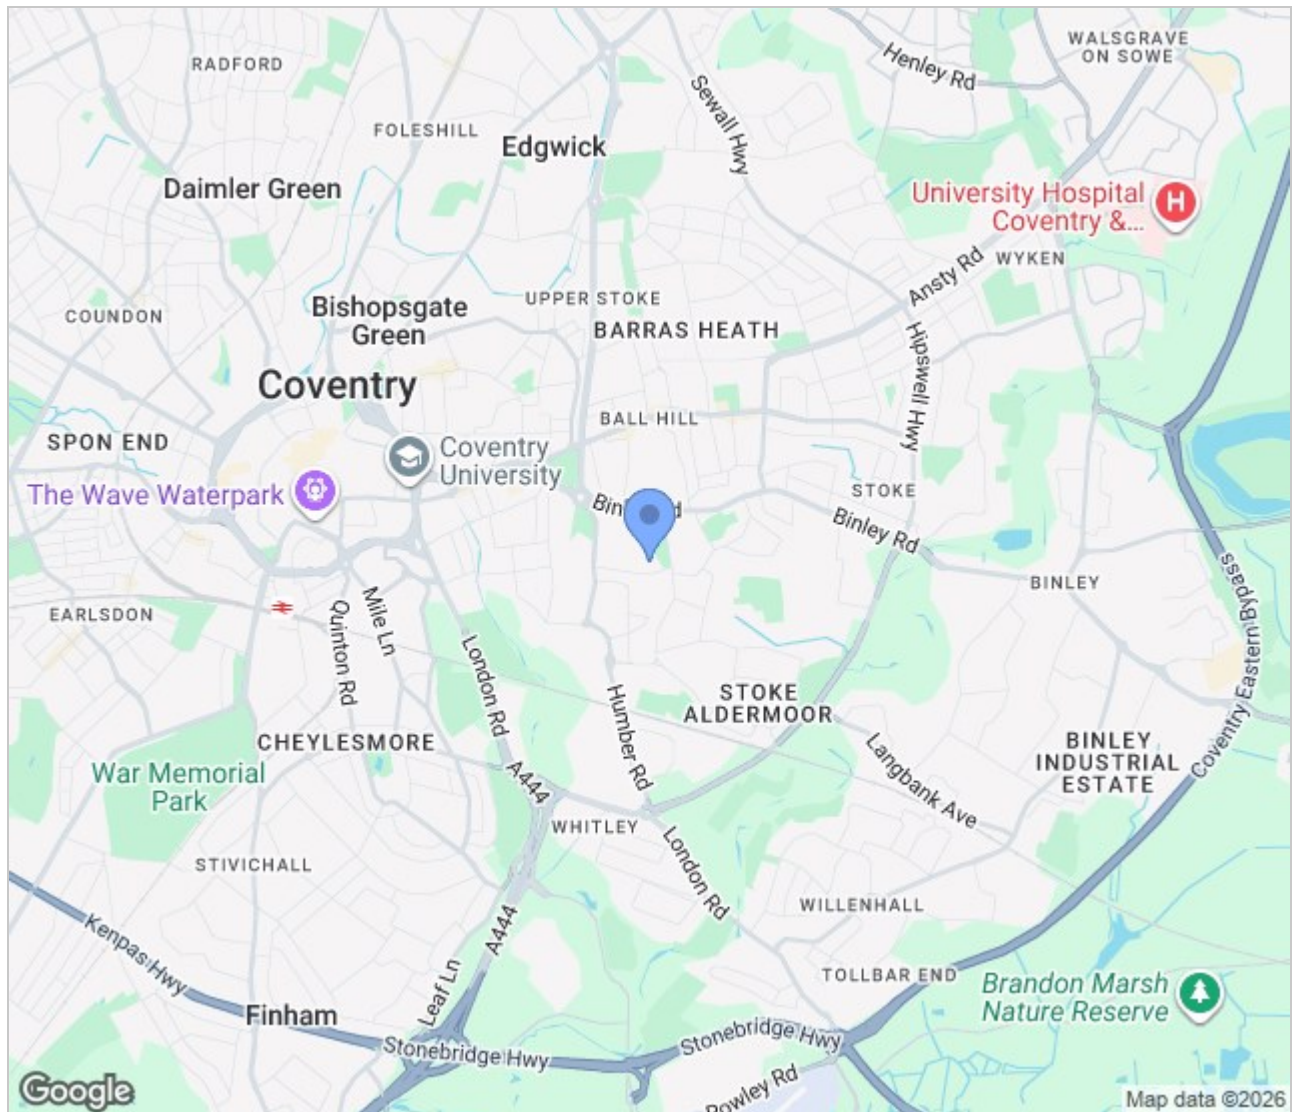 RADFORD
WALSGRAVE
ON SOWE
Henley Rd
Sewall Hwy
FOLESHILL
Edgwick
Daimler Green
University Hospital
Coventry &...
H
WYKEN
Ansty Rd
UPPER STOKE
Bishopsgate
Green
COUNDON
BARRAS HEATH
Hipswell Hwy
Coventry
BALL HILL
SPON END
Coventry
University
The Wave Waterpark
STOKE
Binley Rd
BINLEY
EARLSDON
Mile Ln
Quinton Rd
Coventry Eastern Bypass
London Rd
Humber Rd
STOKE
ALDERMOOR
CHEYLESMORE
BINLEY
INDUSTRIAL
ESTATE
War Memorial
Park
A444
Langbank Ave
WHITLEY
London Rd
STIVICHALL
WILLENHALL
A444
Kenpas Hwy
Leaf Ln
TOLLBAR END
Brandon Marsh
Nature Reserve
Finham
Stonebridge Hwy
Stonebridge Hwy
Rowley Rd
Google
Map data ©2026